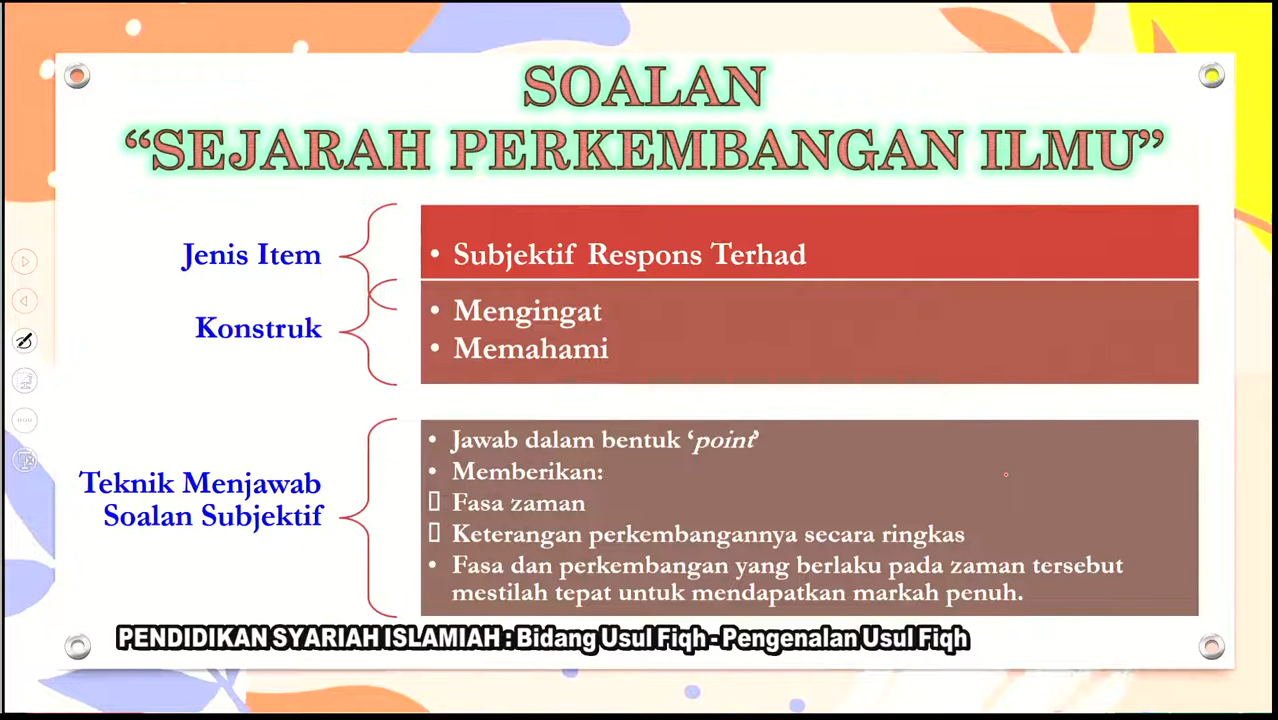 SOALAN
“SEJARAH PERKEMBANGAN ILMU”
Jenis Item
• Subjektif Respons Terhad
Konstruk
• Mengingat
• Memahami
Teknik Menjawab
Soalan Subjektif
• Jawab dalam bentuk ‘point’
• Memberikan:
Fasa zaman
Keterangan perkembangannya secara ringkas
• Fasa dan perkembangan yang berlaku pada zaman tersebut
mestilah tepat untuk mendapatkan markah penuh.
PENDIDIKAN SYARIAH ISLAMIAH : Bidang Usul Fiqh - Pengenalan Usul Fiqh